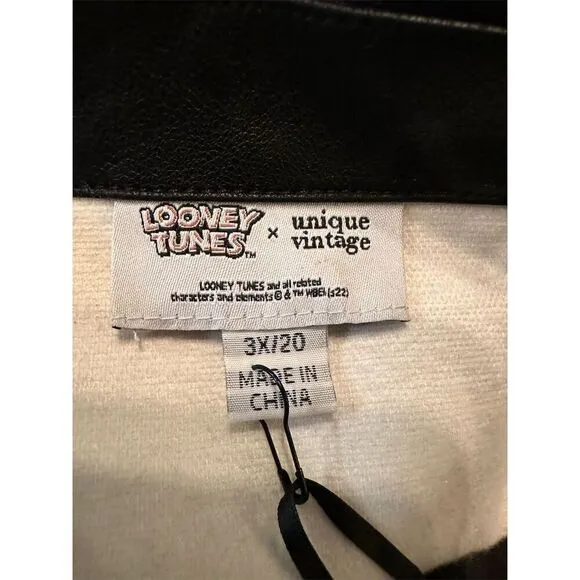 LOONEY TUNES™ × unique vintage
LOONEY TUNES and all related
characters and elements © & ™ WBEI (s22)
3X/20
MADE IN
CHINA